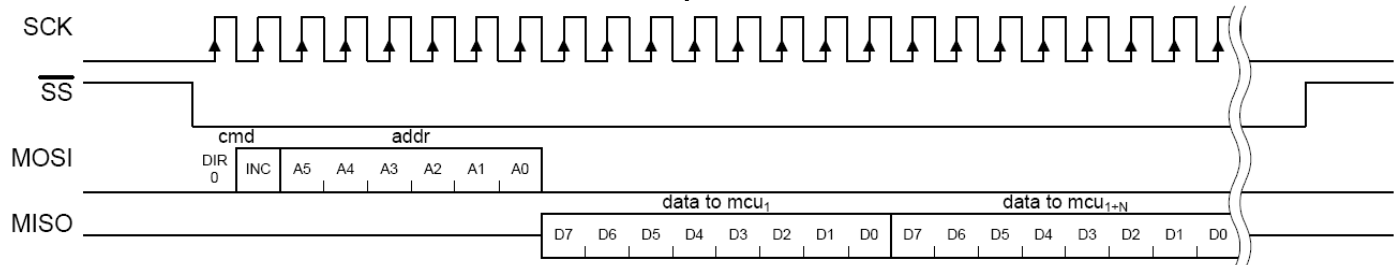 SCK
SS
cmd addr
MOSI DIR 0 INC A5 A4 A3 A2 A1 A0
data to mcu1 data to mcu1+N
MISO D7 D6 D5 D4 D3 D2 D1 D0 D7 D6 D5 D4 D3 D2 D1 D0